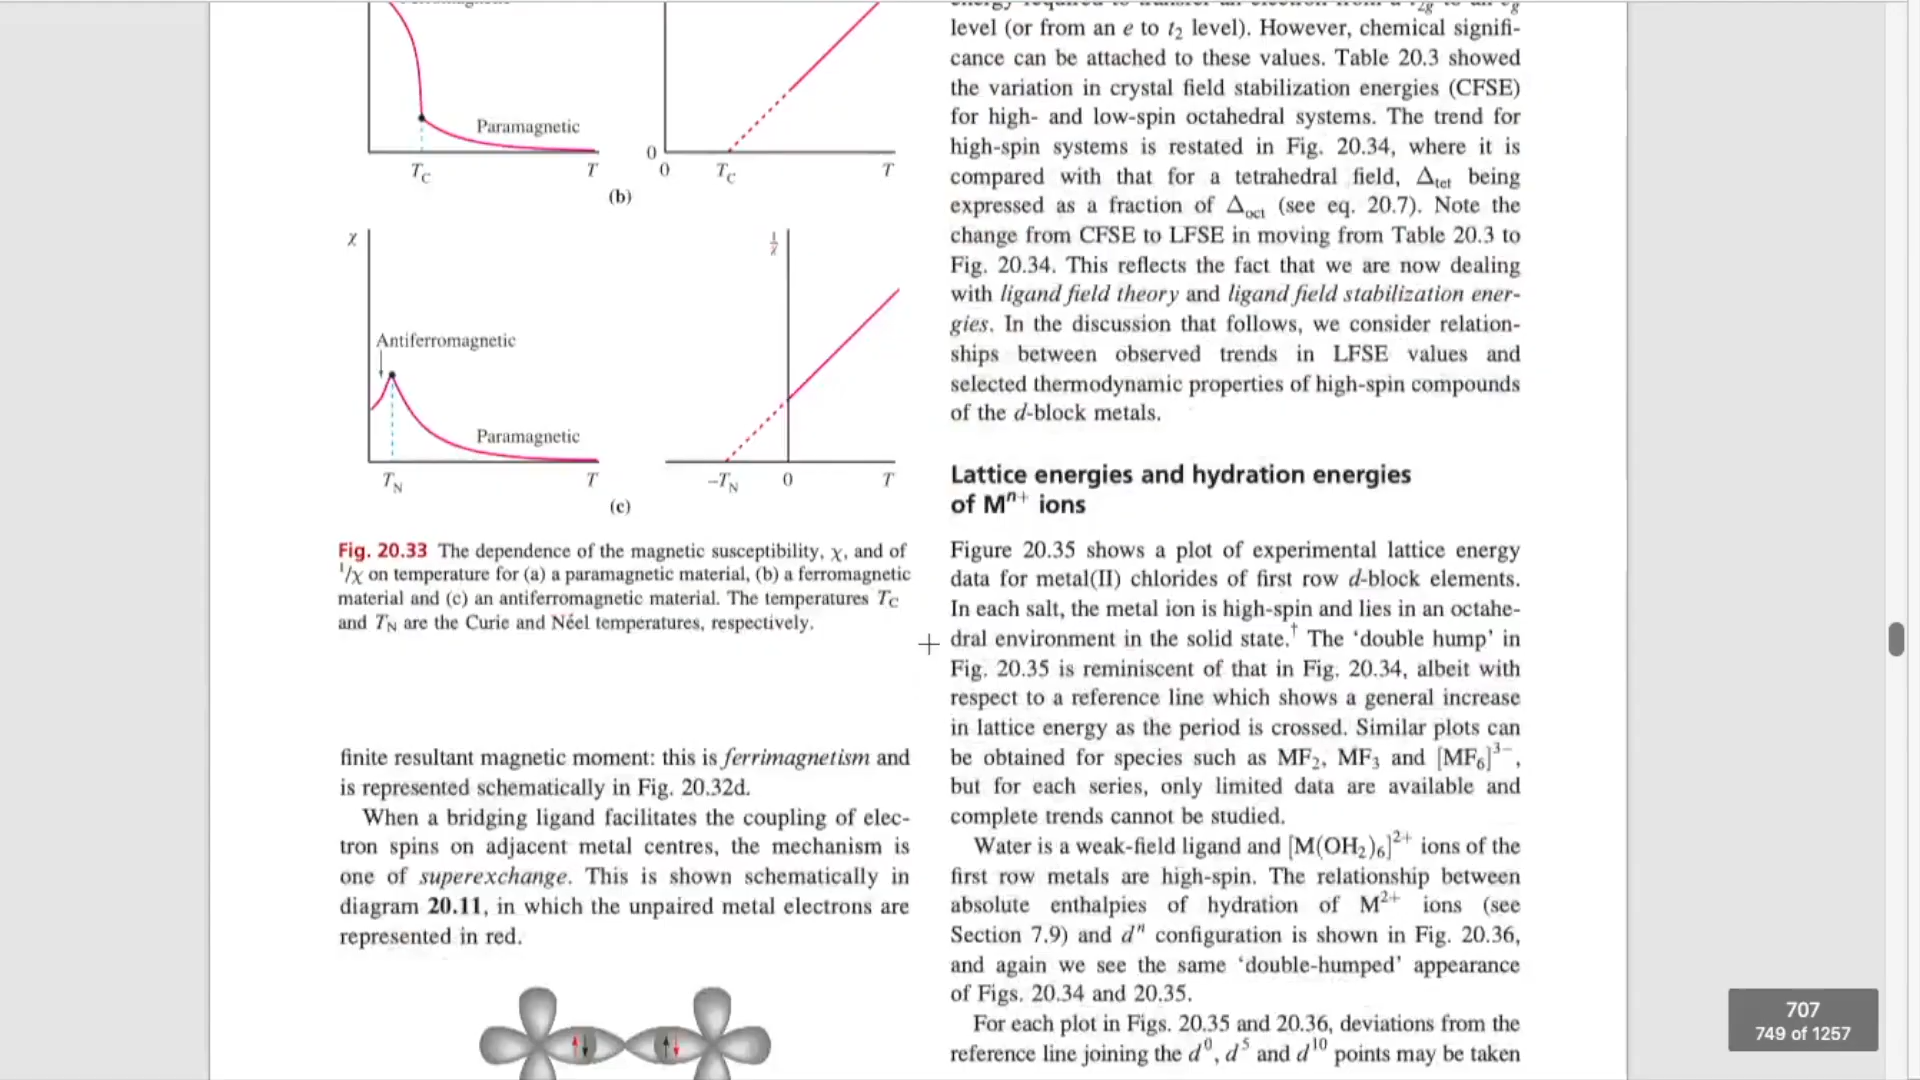 Paramagnetic
T_C
T
0
0
T_C
T
(b)
χ
Antiferromagnetic
Paramagnetic
T_N
T
1/χ
–T_N
0
T
(c)
Fig. 20.33 The dependence of the magnetic susceptibility, χ, and of
¹/χ on temperature for (a) a paramagnetic material, (b) a ferromagnetic
material and (c) an antiferromagnetic material. The temperatures T_C
and T_N are the Curie and Néel temperatures, respectively.
finite resultant magnetic moment: this is ferrimagnetism and
is represented schematically in Fig. 20.32d.
When a bridging ligand facilitates the coupling of elec-
tron spins on adjacent metal centres, the mechanism is
one of superexchange. This is shown schematically in
diagram 20.11, in which the unpaired metal electrons are
represented in red.
level (or from an e to t₂ level). However, chemical signifi-
cance can be attached to these values. Table 20.3 showed
the variation in crystal field stabilization energies (CFSE)
for high- and low-spin octahedral systems. The trend for
high-spin systems is restated in Fig. 20.34, where it is
compared with that for a tetrahedral field, Δ_tet being
expressed as a fraction of Δ_oct (see eq. 20.7). Note the
change from CFSE to LFSE in moving from Table 20.3 to
Fig. 20.34. This reflects the fact that we are now dealing
with ligand field theory and ligand field stabilization ener-
gies. In the discussion that follows, we consider relation-
ships between observed trends in LFSE values and
selected thermodynamic properties of high-spin compounds
of the d-block metals.
Lattice energies and hydration energies
of Mⁿ⁺ ions
Figure 20.35 shows a plot of experimental lattice energy
data for metal(II) chlorides of first row d-block elements.
In each salt, the metal ion is high-spin and lies in an octahe-
dral environment in the solid state.† The ‘double hump’ in
Fig. 20.35 is reminiscent of that in Fig. 20.34, albeit with
respect to a reference line which shows a general increase
in lattice energy as the period is crossed. Similar plots can
be obtained for species such as MF₂, MF₃ and [MF₆]³⁻,
but for each series, only limited data are available and
complete trends cannot be studied.
Water is a weak-field ligand and [M(OH₂)₆]²⁺ ions of the
first row metals are high-spin. The relationship between
absolute enthalpies of hydration of M²⁺ ions (see
Section 7.9) and dⁿ configuration is shown in Fig. 20.36,
and again we see the same ‘double-humped’ appearance
of Figs. 20.34 and 20.35.
For each plot in Figs. 20.35 and 20.36, deviations from the
reference line joining the d⁰, d⁵ and d¹⁰ points may be taken
707
749 of 1257